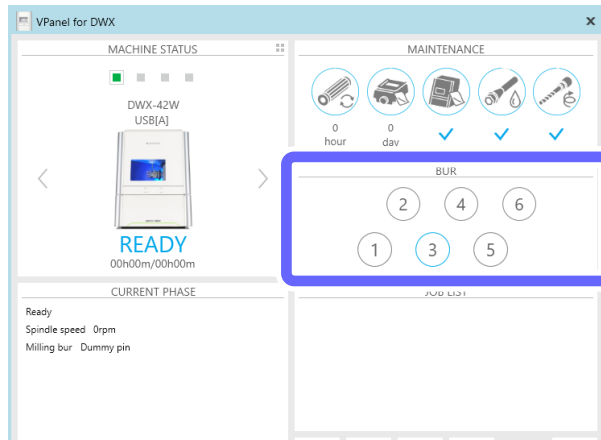 VPanel for DWX
MACHINE STATUS
DWX-42W
USB[A]
READY
00h00m/00h00m
MAINTENANCE
0
hour
0
day
BUR
2 4 6
1 3 5
CURRENT PHASE
Ready
Spindle speed 0rpm
Milling bur Dummy pin
JOB LIST